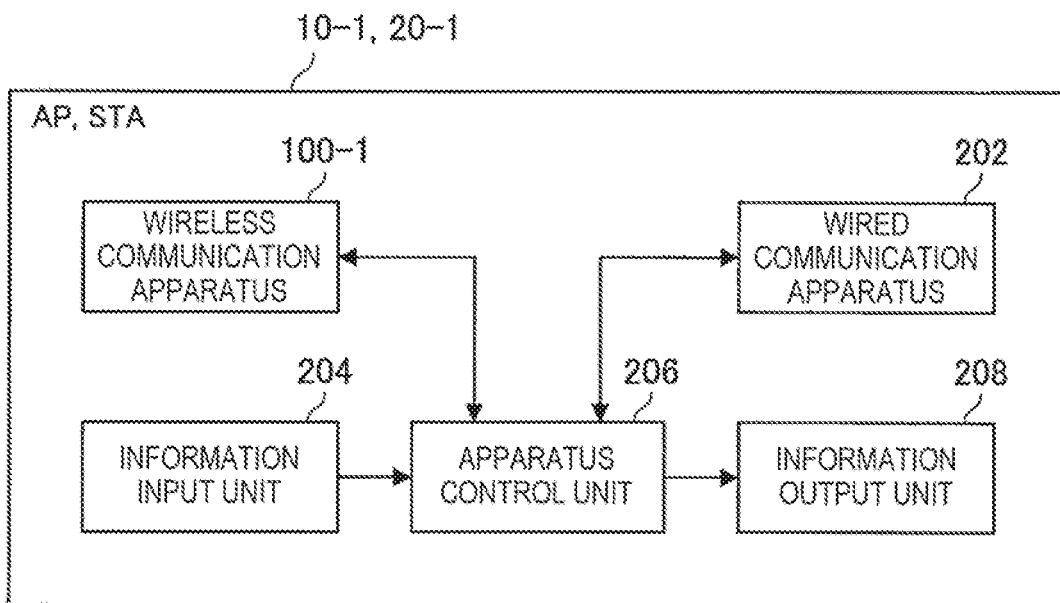 10-1, 20-1
AP, STA
100-1
202
WIRELESS
COMMUNICATION
APPARATUS
WIRED
COMMUNICATION
APPARATUS
204
206
208
INFORMATION
INPUT UNIT
APPARATUS
CONTROL UNIT
INFORMATION
OUTPUT UNIT